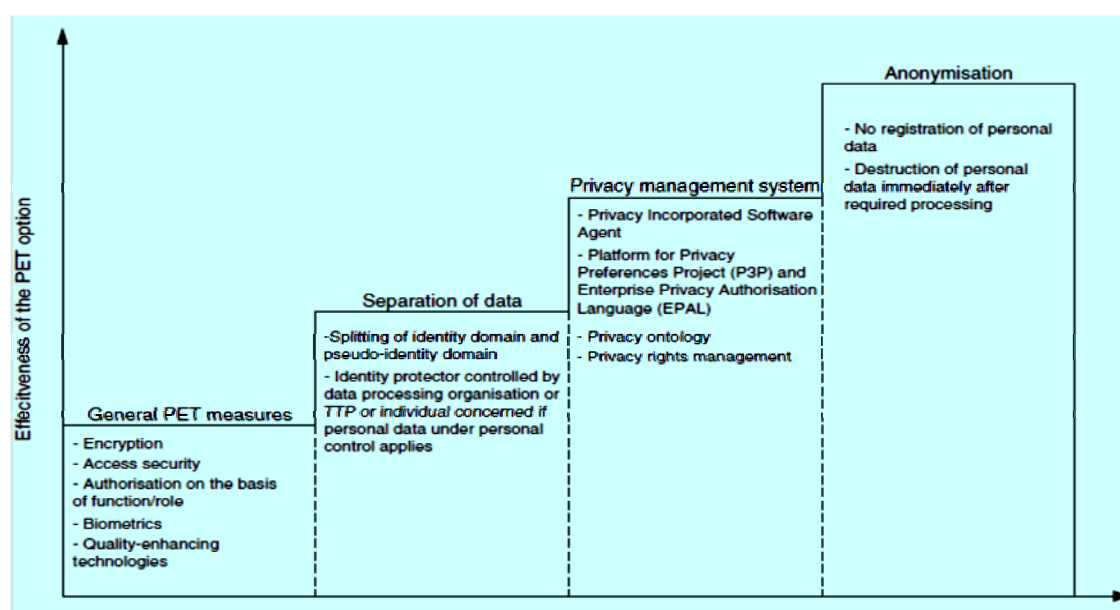 Effecitveness of the PET option
General PET measures
- Encryption
- Access security
- Authorisation on the basis
of function/role
- Biometrics
- Quality-enhancing
technologies
Separation of data
-Splitting of identity domain and
pseudo-identity domain
- Identity protector controlled by
data processing organisation or
TTP or individual concerned if
personal data under personal
control applies
Privacy management system
- Privacy Incorporated Software
Agent
- Platform for Privacy
Preferences Project (P3P) and
Enterprise Privacy Authorisation
Language (EPAL)
- Privacy ontology
- Privacy rights management
Anonymisation
- No registration of personal
data
- Destruction of personal
data immediately after
required processing